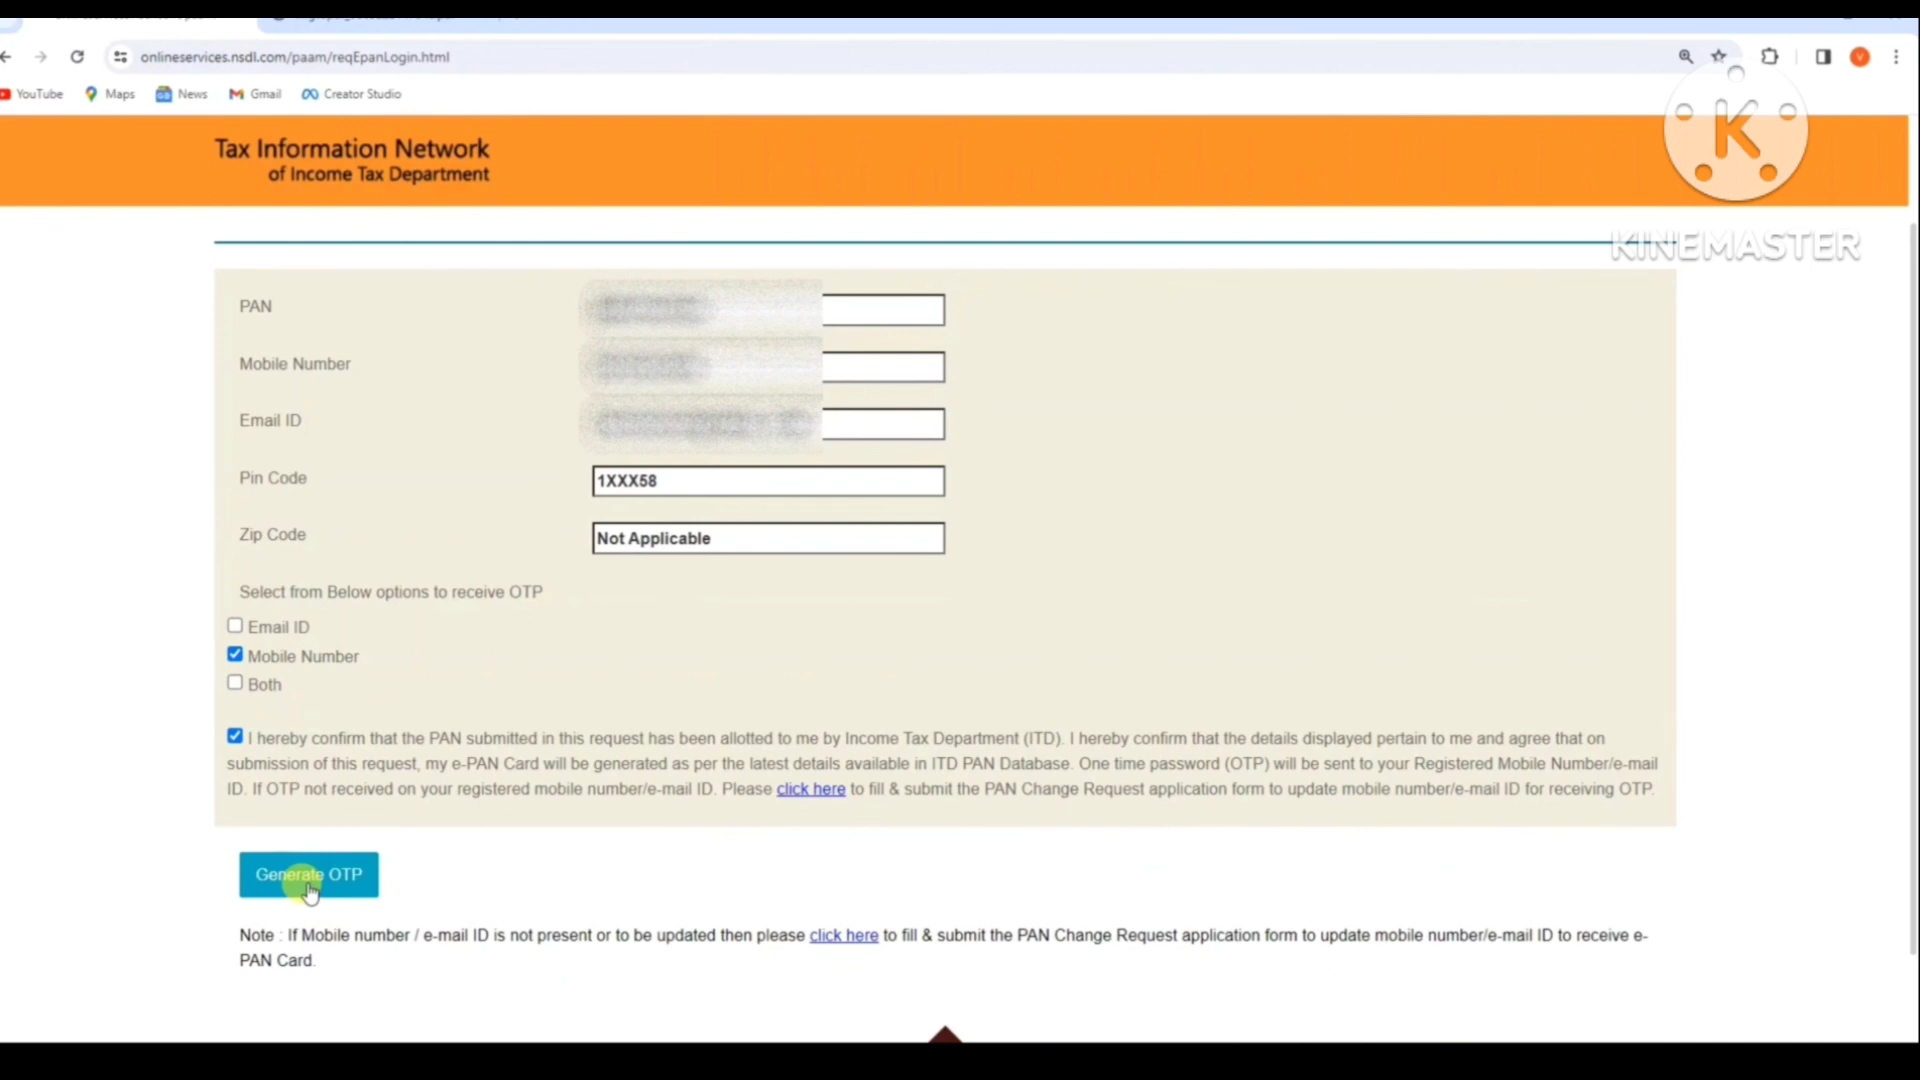 onlineservices.nsdl.com/paam/reqEpanLogin.html
YouTube Maps News Gmail Creator Studio
Tax Information Network
of Income Tax Department
K
KINEMASTER
PAN
Mobile Number
Email ID
Pin Code 1XXX58
Zip Code Not Applicable
Select from Below options to receive OTP
Email ID
Mobile Number
Both
I hereby confirm that the PAN submitted in this request has been allotted to me by Income Tax Department (ITD). I hereby confirm that the details displayed pertain to me and agree that on
submission of this request, my e-PAN Card will be generated as per the latest details available in ITD PAN Database. One time password (OTP) will be sent to your Registered Mobile Number/e-mail
ID. If OTP not received on your registered mobile number/e-mail ID. Please click here to fill & submit the PAN Change Request application form to update mobile number/e-mail ID for receiving OTP.
Generate OTP
Note : If Mobile number / e-mail ID is not present or to be updated then please click here to fill & submit the PAN Change Request application form to update mobile number/e-mail ID to receive e-
PAN Card.